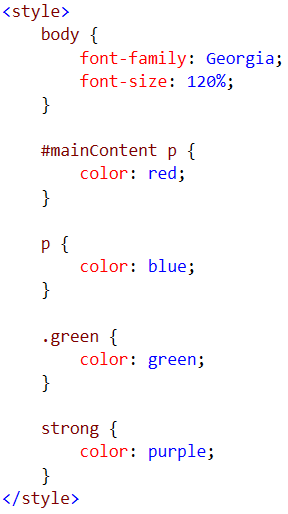 <style>
    body {
        font-family: Georgia;
        font-size: 120%;
    }

    #mainContent p {
        color: red;
    }

    p {
        color: blue;
    }

    .green {
        color: green;
    }

    strong {
        color: purple;
    }
</style>